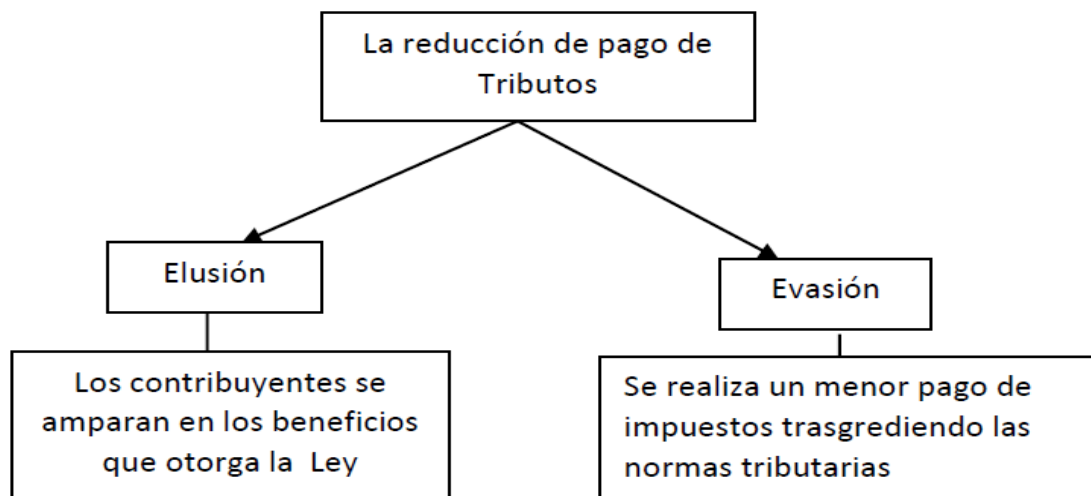 La reducción de pago de
Tributos
Elusión
Evasión
Los contribuyentes se
amparan en los beneficios
que otorga la Ley
Se realiza un menor pago de
impuestos trasgrediendo las
normas tributarias